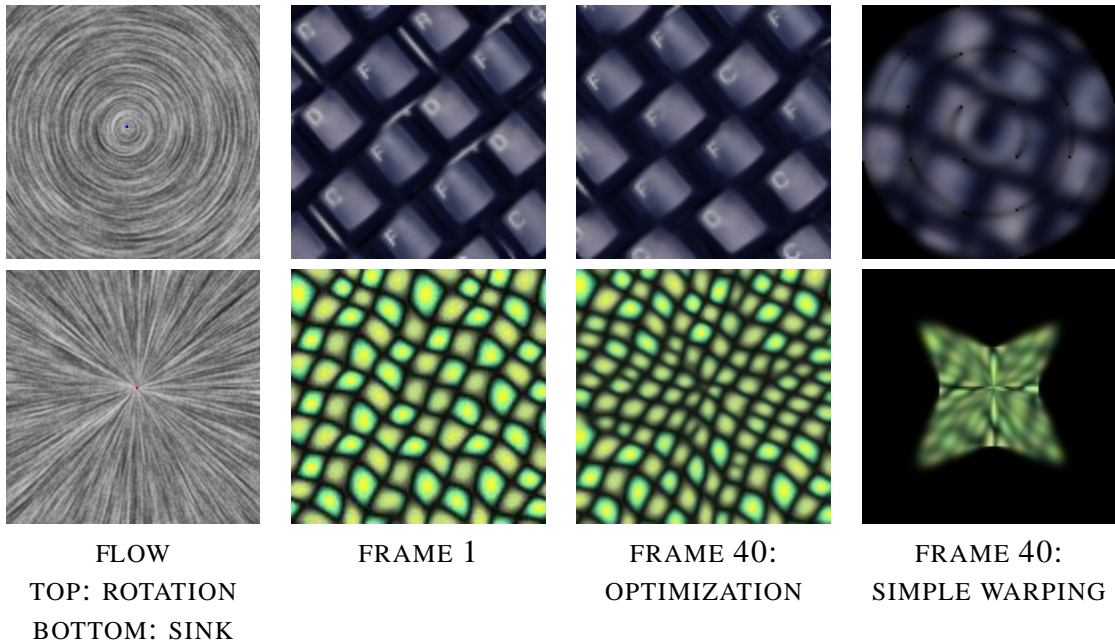 FLOW
TOP: ROTATION
BOTTOM: SINK
FRAME 1
FRAME 40:
OPTIMIZATION
FRAME 40:
SIMPLE WARPING